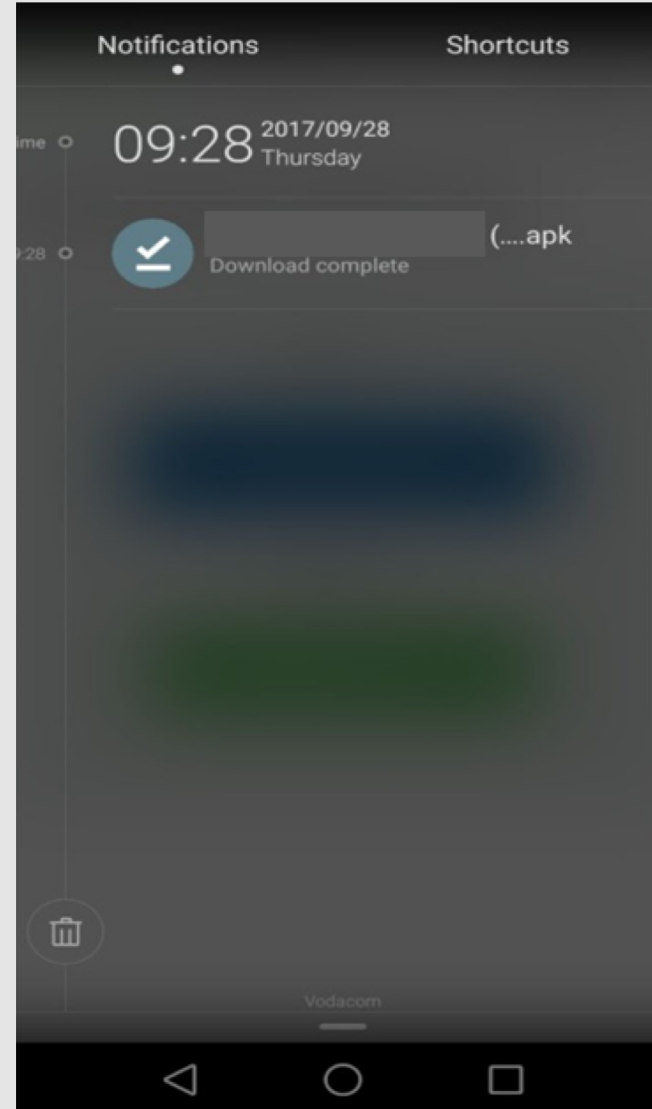 Notifications
Shortcuts
ime
09:28
2017/09/28
Thursday
9:28
(....apk
Download complete
Vodacom